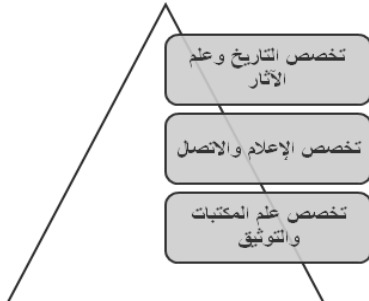 تخصص التاريخ وعلم
الآثار
تخصص الإعلام والاتصال
تخصص علم المكتبات
والتوثيق